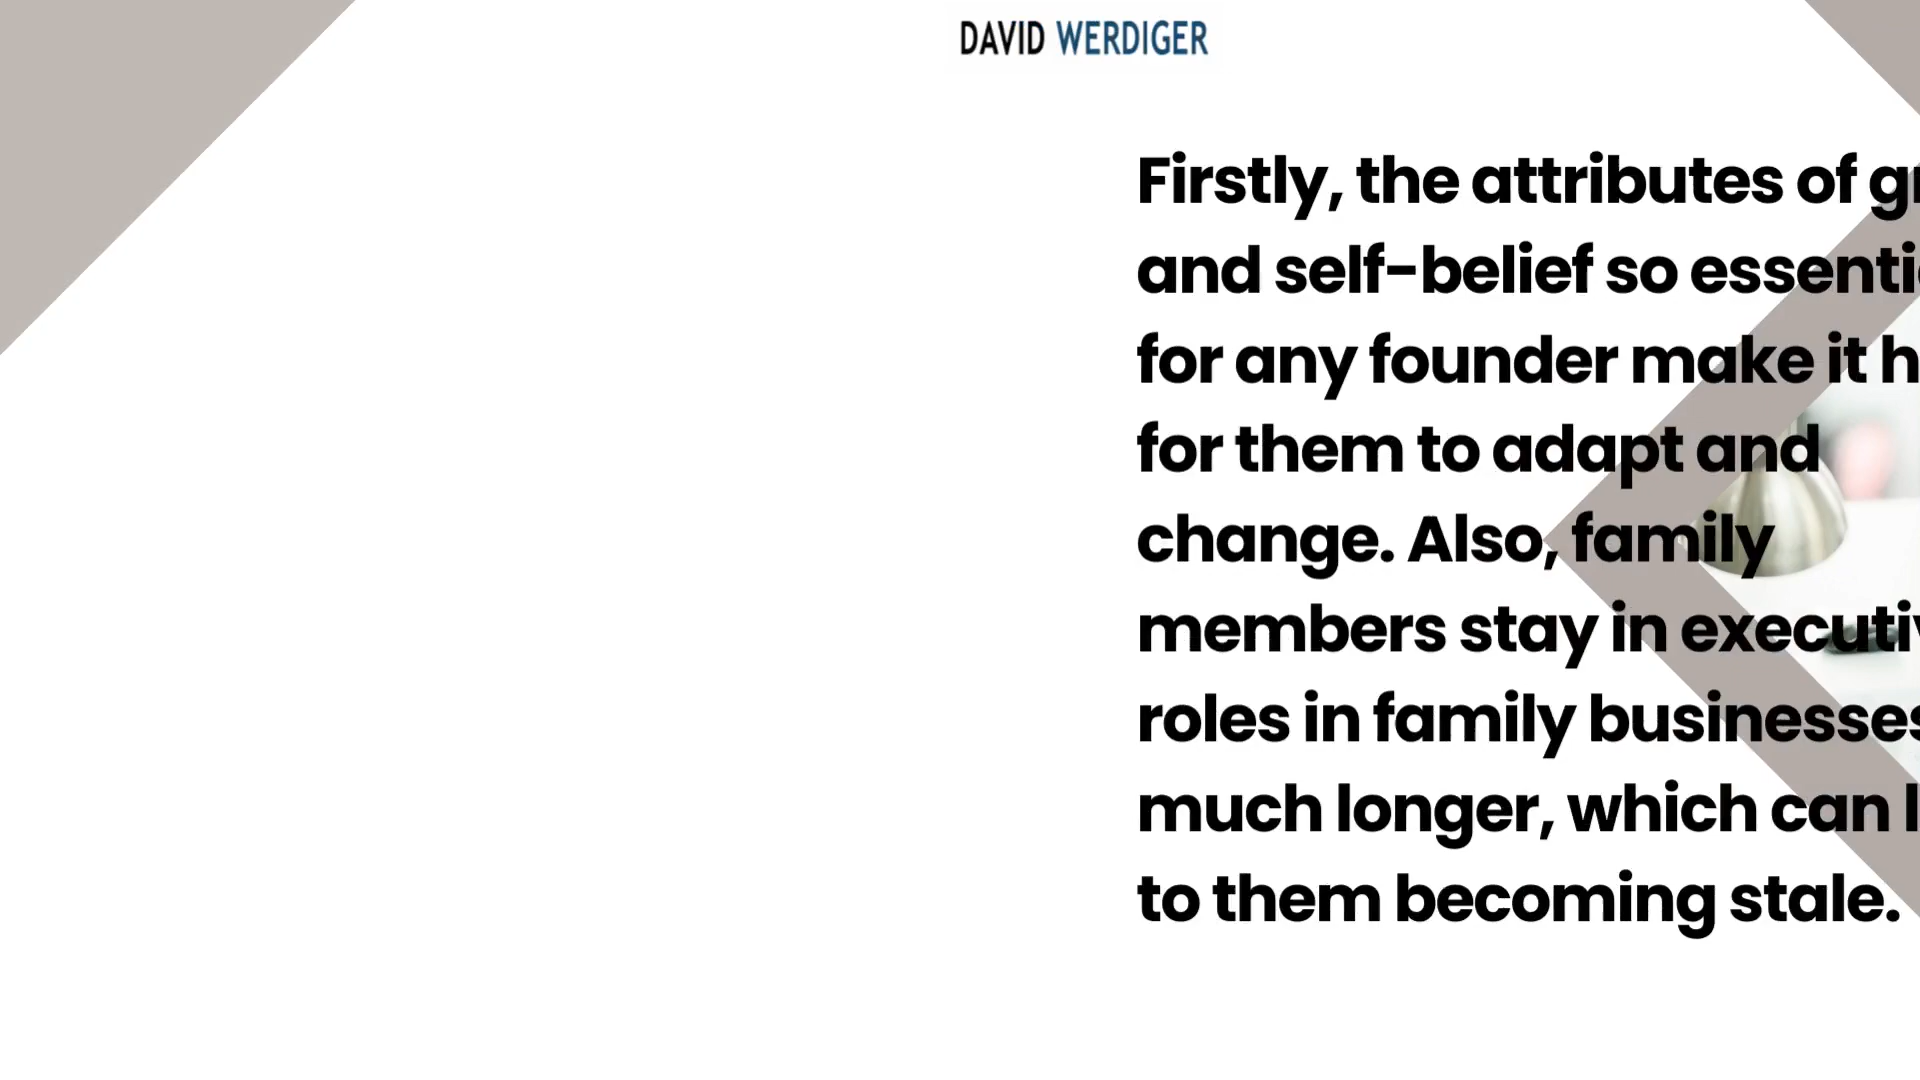 DAVID WERDIGER
Firstly, the attributes of
and self-belief so
for any founder make it
for them to adapt and
change. Also, family
members stay in
roles in family businesses
much longer, which can
to them becoming stale.